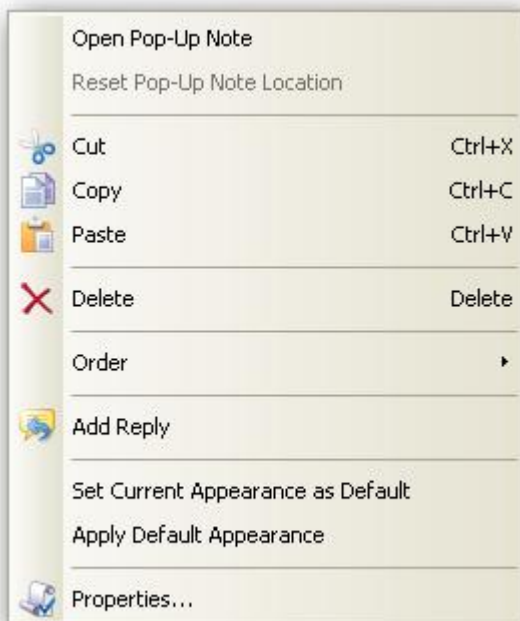 Open Pop-Up Note
Reset Pop-Up Note Location
Cut Ctrl+X
Copy Ctrl+C
Paste Ctrl+V
Delete Delete
Order
Add Reply
Set Current Appearance as Default
Apply Default Appearance
Properties...